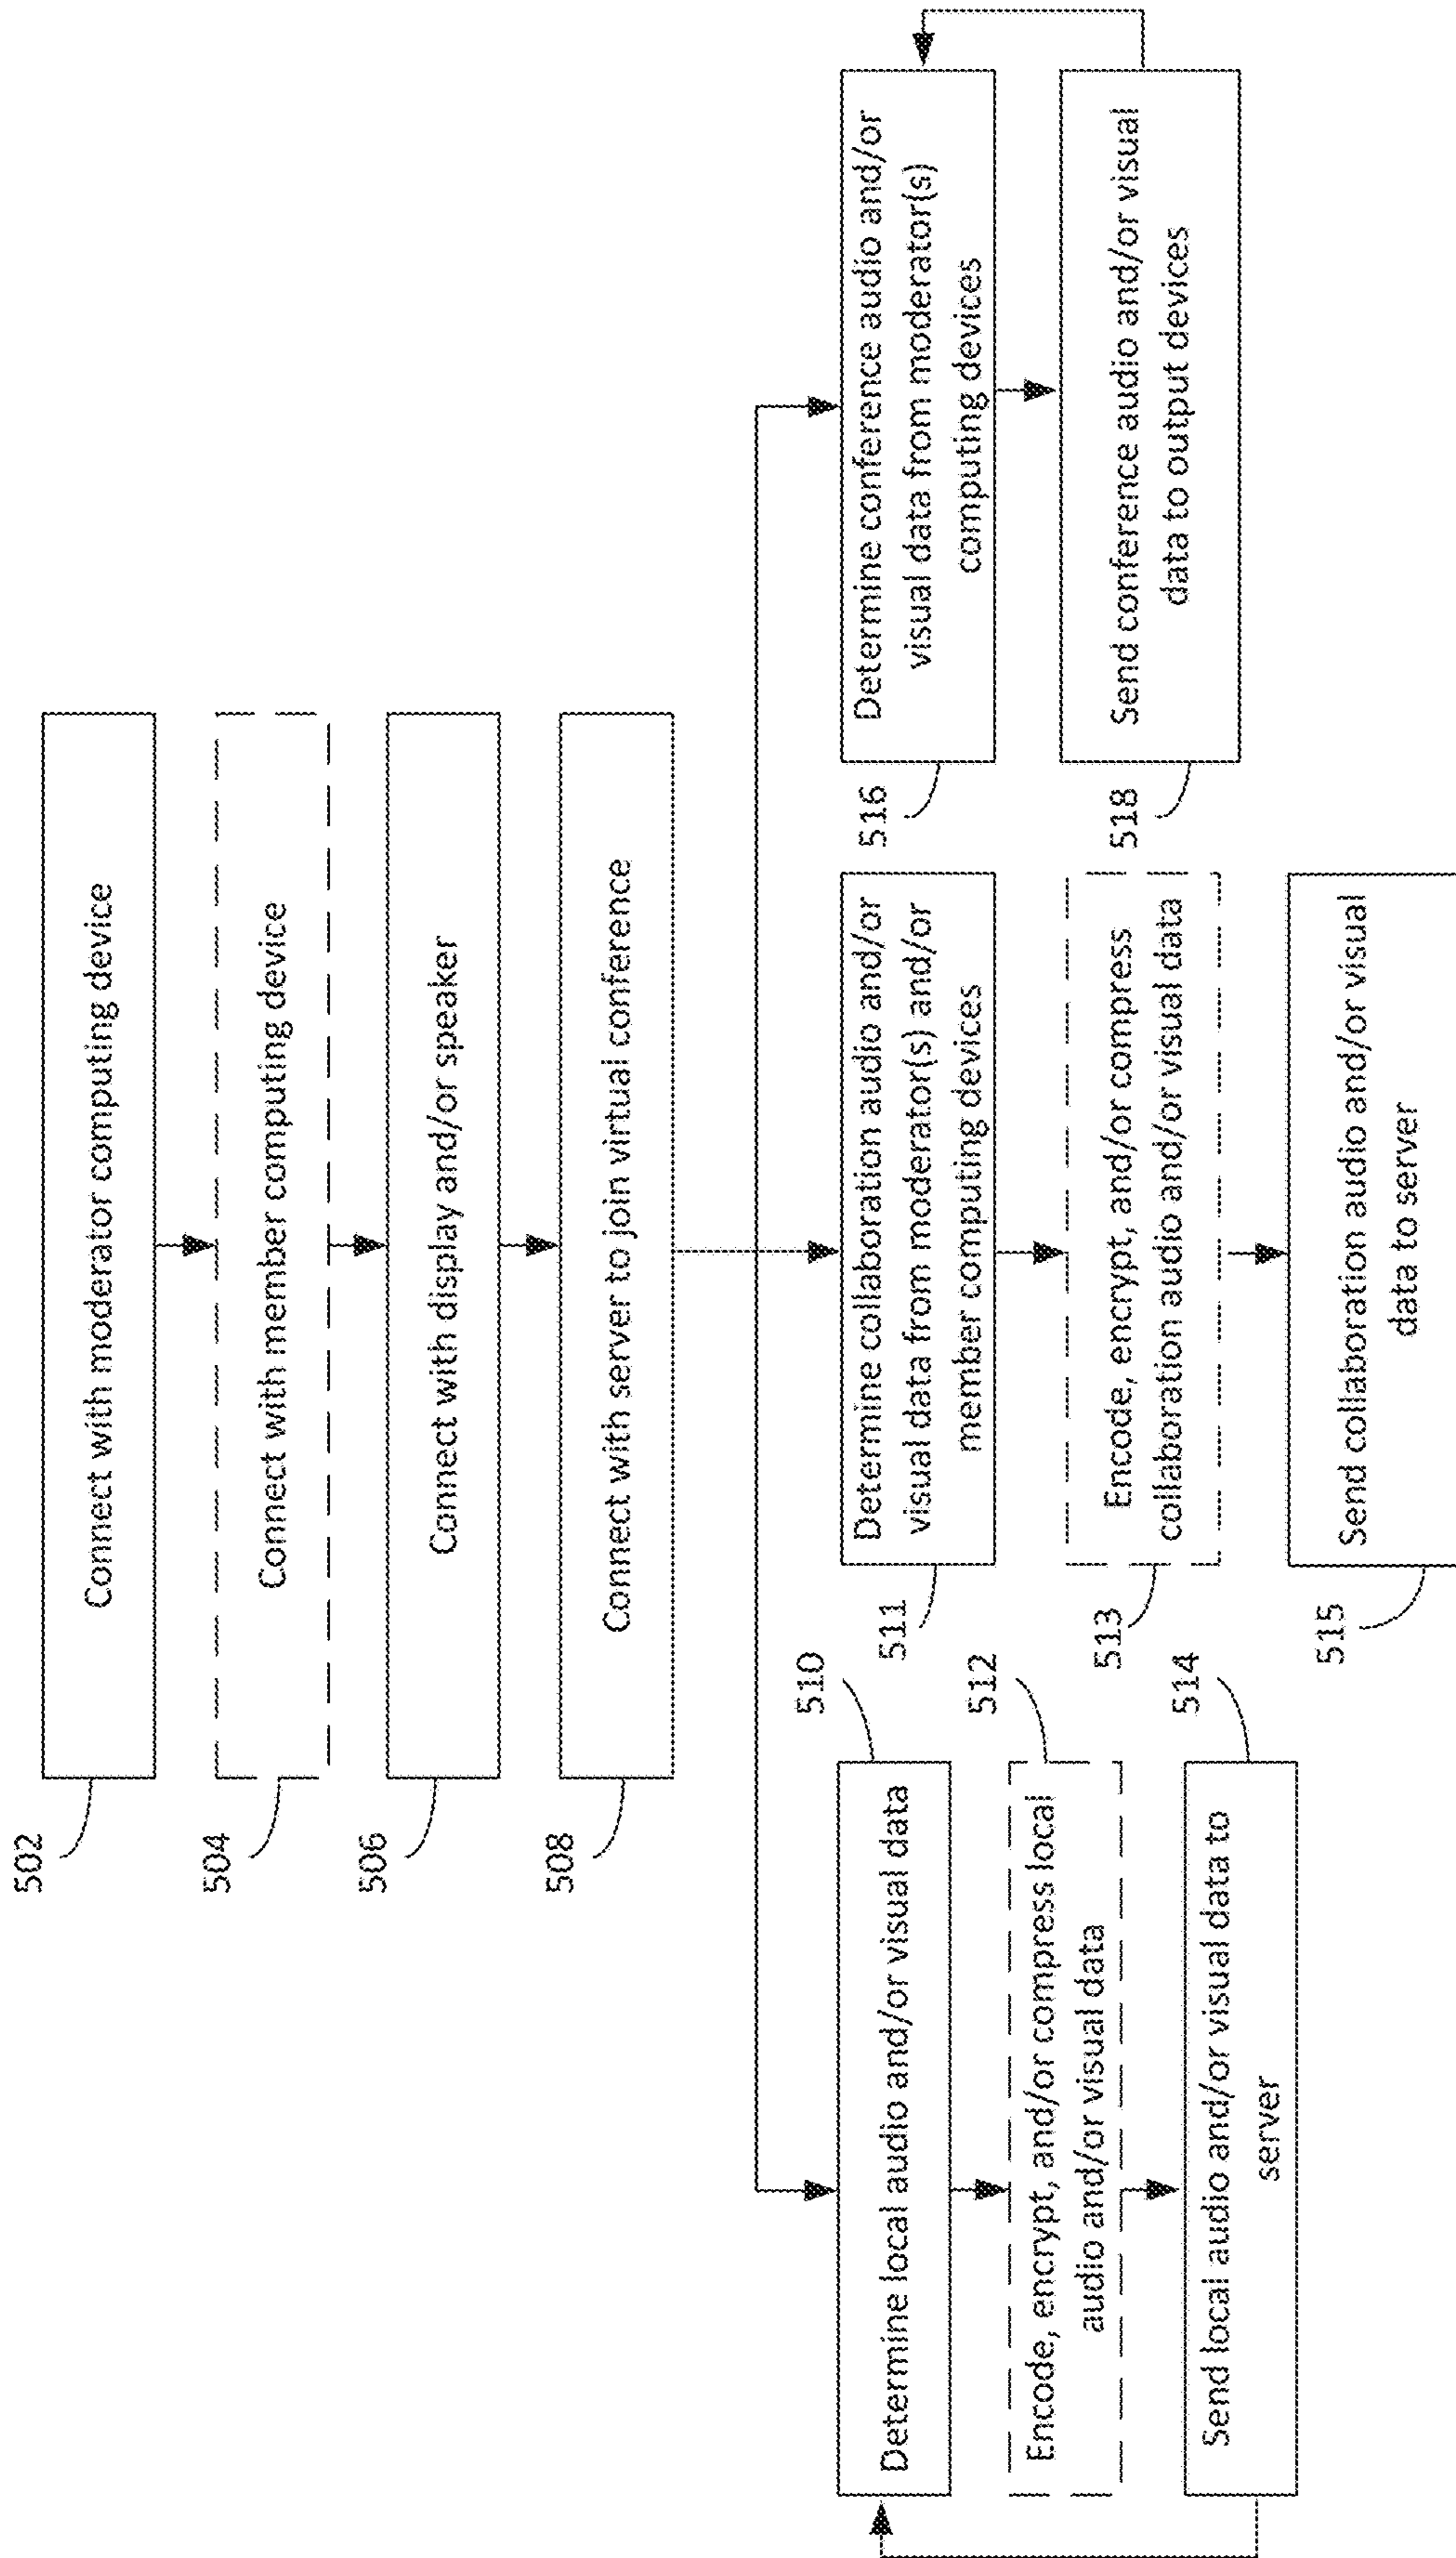 502
Connect with moderator computing device
504
Connect with member computing device
506
Connect with display and/or speaker
508
Connect with server to join virtual conference
510
Determine local audio and/or visual data
512
Encode, encrypt, and/or compress local
audio and/or visual data
514
Send local audio and/or visual data to
server
511
Determine collaboration audio and/or
visual data from moderator(s) and/or
member computing devices
513
Encode, encrypt, and/or compress
collaboration audio and/or visual data
515
Send collaboration audio and/or visual
data to server
516
Determine conference audio and/or
visual data from moderator(s)
computing devices
518
Send conference audio and/or visual
data to output devices